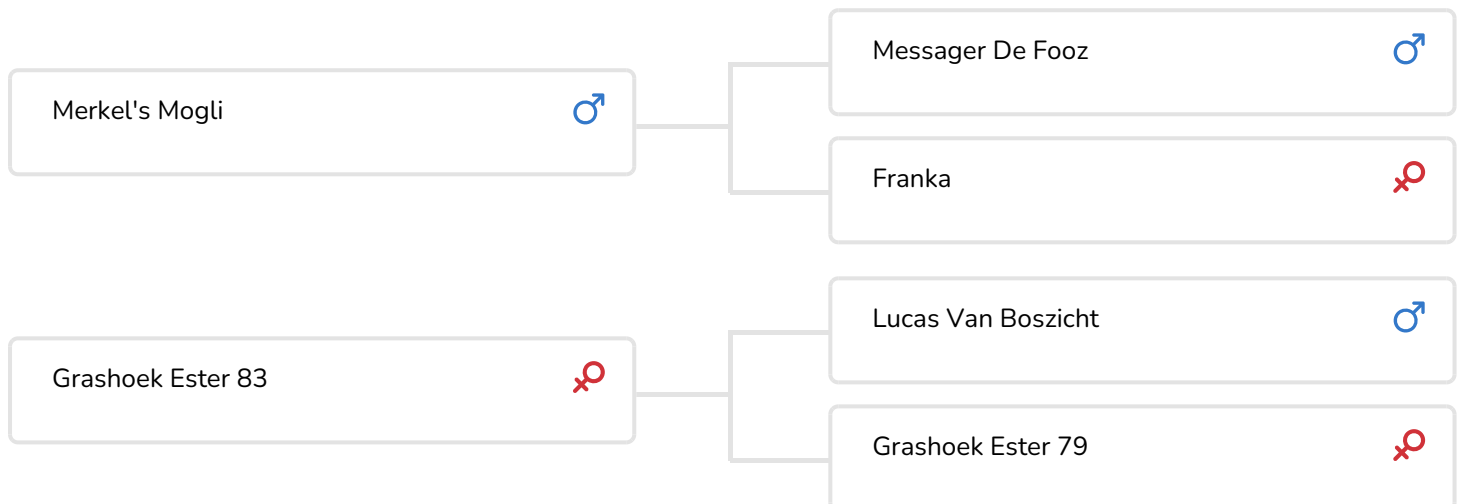 Messager De Fooz
Merkel's Mogli
Franka
Lucas Van Boszicht
Grashoek Ester 83
Grashoek Ester 79